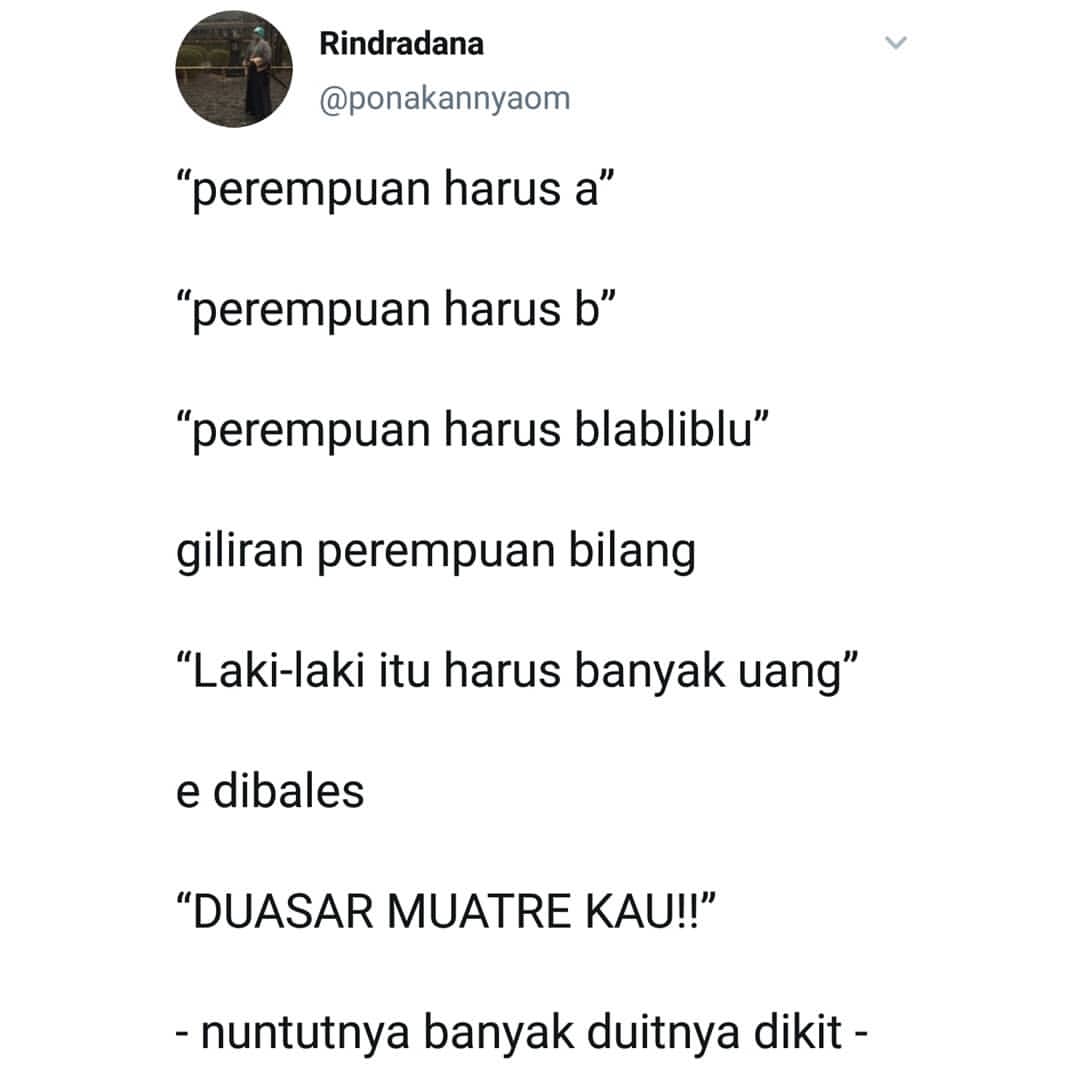 Rindradana
@ponakannyaom
“perempuan harus a”
“perempuan harus b”
“perempuan harus blabliblu”
giliran perempuan bilang
“Laki-laki itu harus banyak uang”
e dibales
“DUASAR MUATRE KAU!!”
- nuntutnya banyak duitnya dikit -